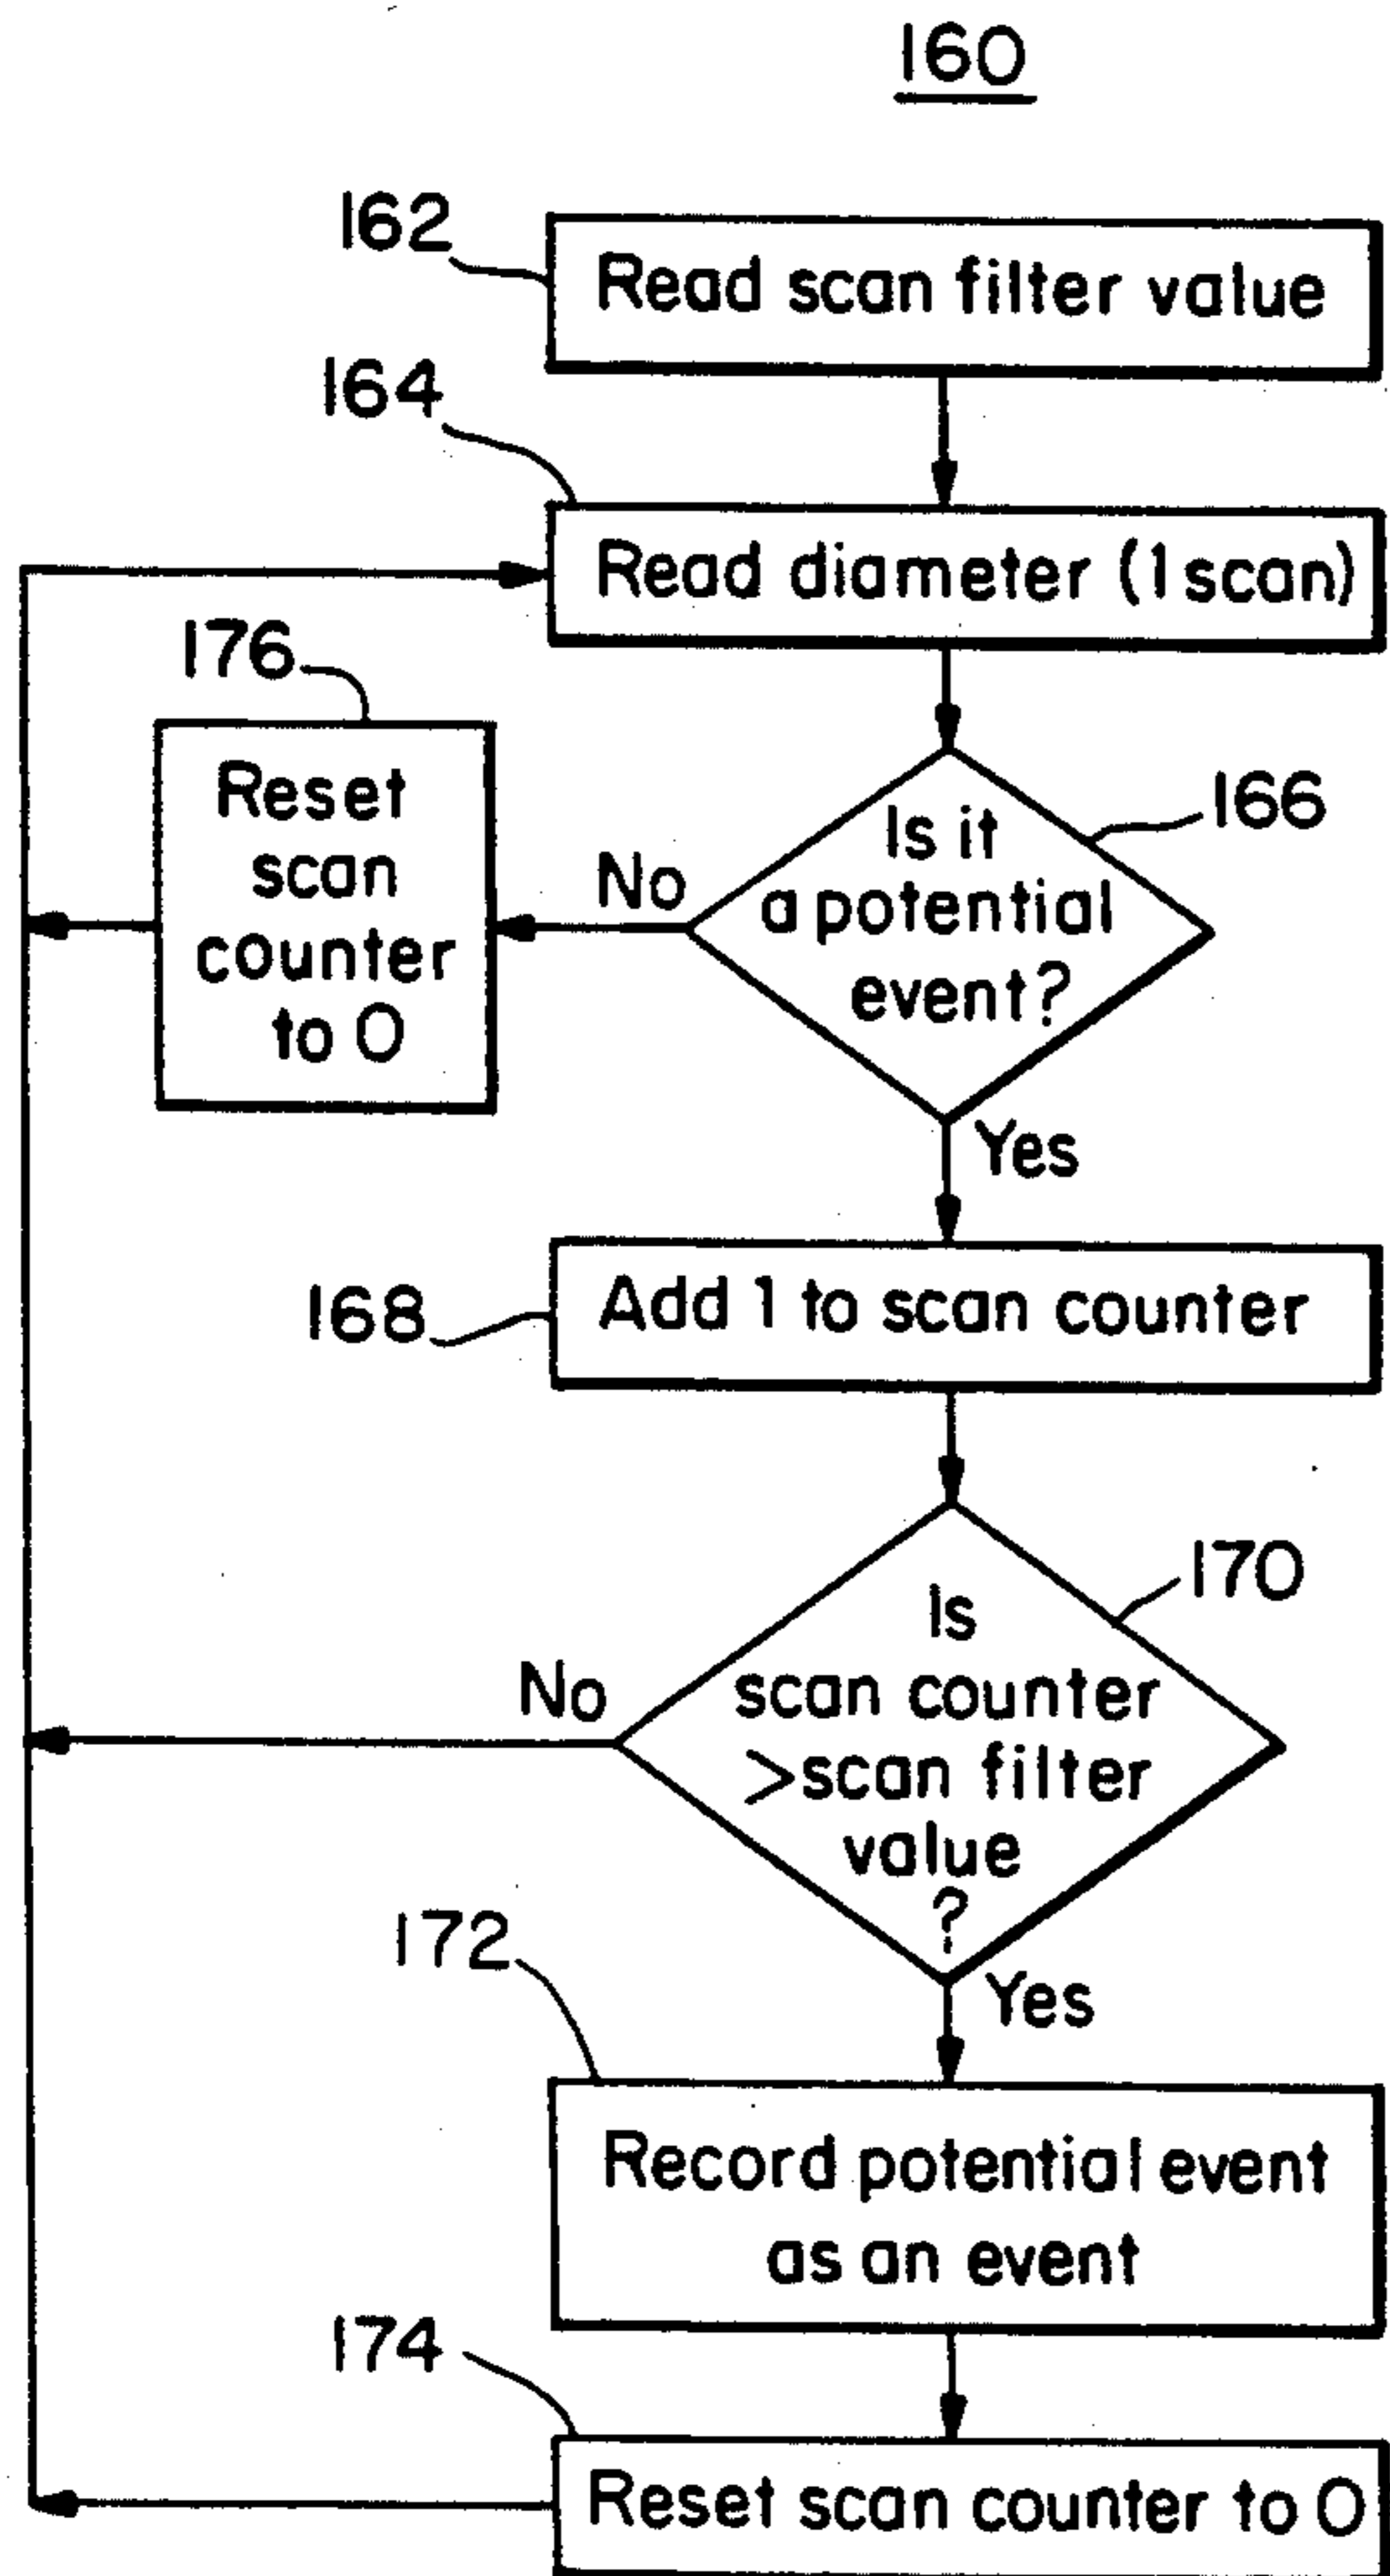 160
162
Read scan filter value
164
Read diameter (1 scan)
176
Reset
scan
counter
to 0
No
Is it
a potential
event?
166
Yes
168
Add 1 to scan counter
170
Is
scan counter
>scan filter
value
?
No
Yes
172
Record potential event
as an event
174
Reset scan counter to 0